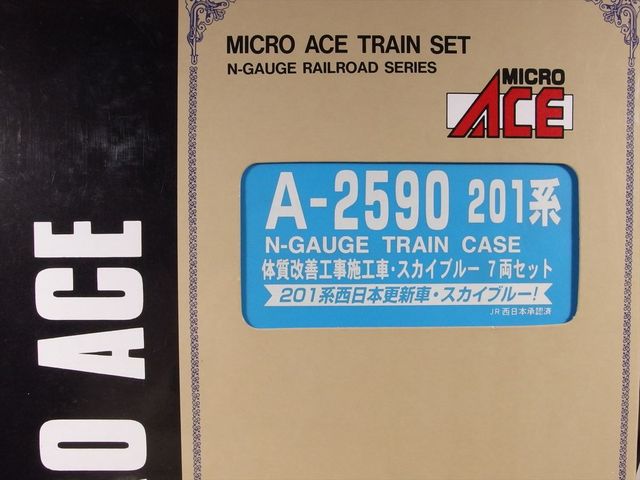 MICRO ACE TRAIN SET
N-GAUGE RAILROAD SERIES
MICRO
ACE
A-2590 201系
N-GAUGE TRAIN CASE
体質改善工事施工車・スカイブルー 7両セット
201系西日本更新車・スカイブルー!
JR西日本承認済
RO ACE